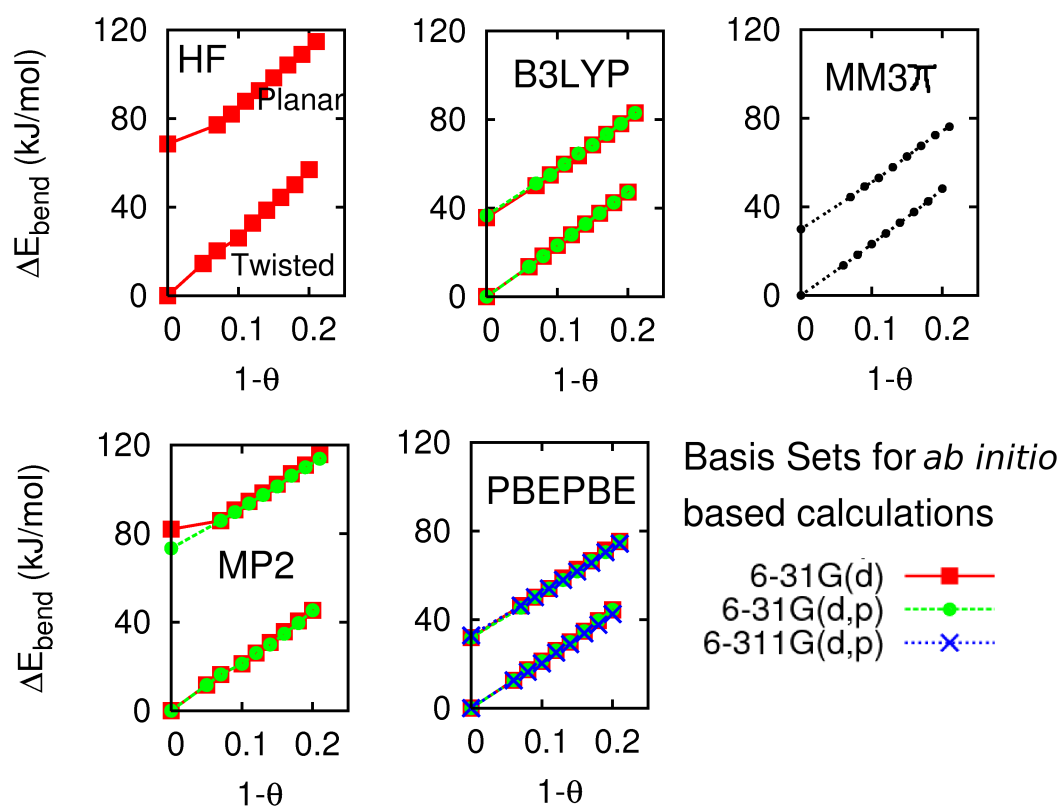 120
80
40
0
ΔE_bend (kJ/mol)
HF
Planar
Twisted
0 0.1 0.2
1-θ
120
80
40
0
B3LYP
0 0.1 0.2
1-θ
120
80
40
0
MM3π
0 0.1 0.2
1-θ
120
80
40
0
ΔE_bend (kJ/mol)
MP2
0 0.1 0.2
1-θ
120
80
40
0
PBEPBE
0 0.1 0.2
1-θ
Basis Sets for ab initio
based calculations
6-31G(d)
6-31G(d,p)
6-311G(d,p)